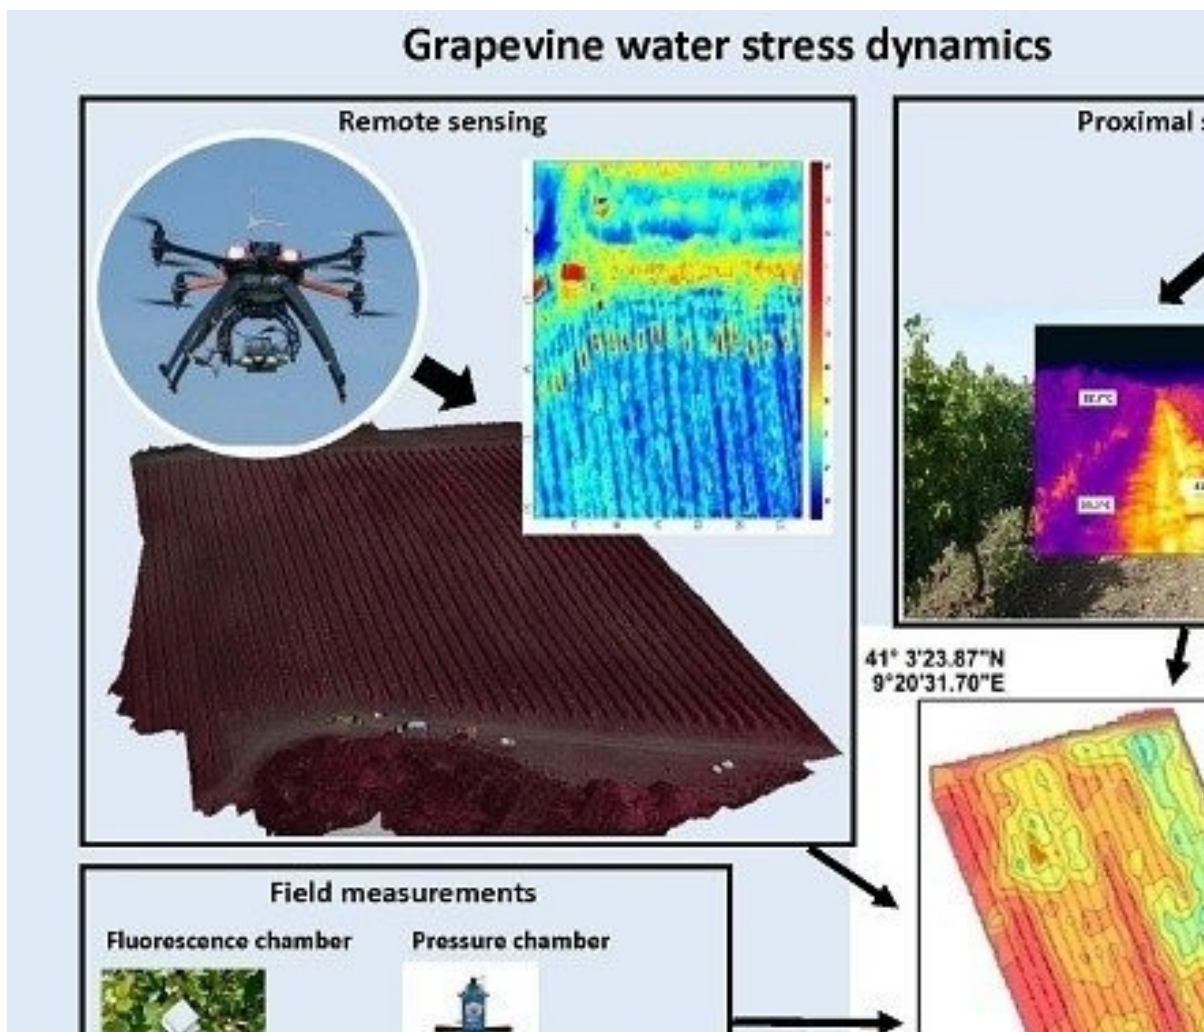 Grapevine water stress dynamics
Remote sensing
Proximal
41° 3'23.87"N
9°20'31.70"E
Field measurements
Fluorescence chamber
Pressure chamber